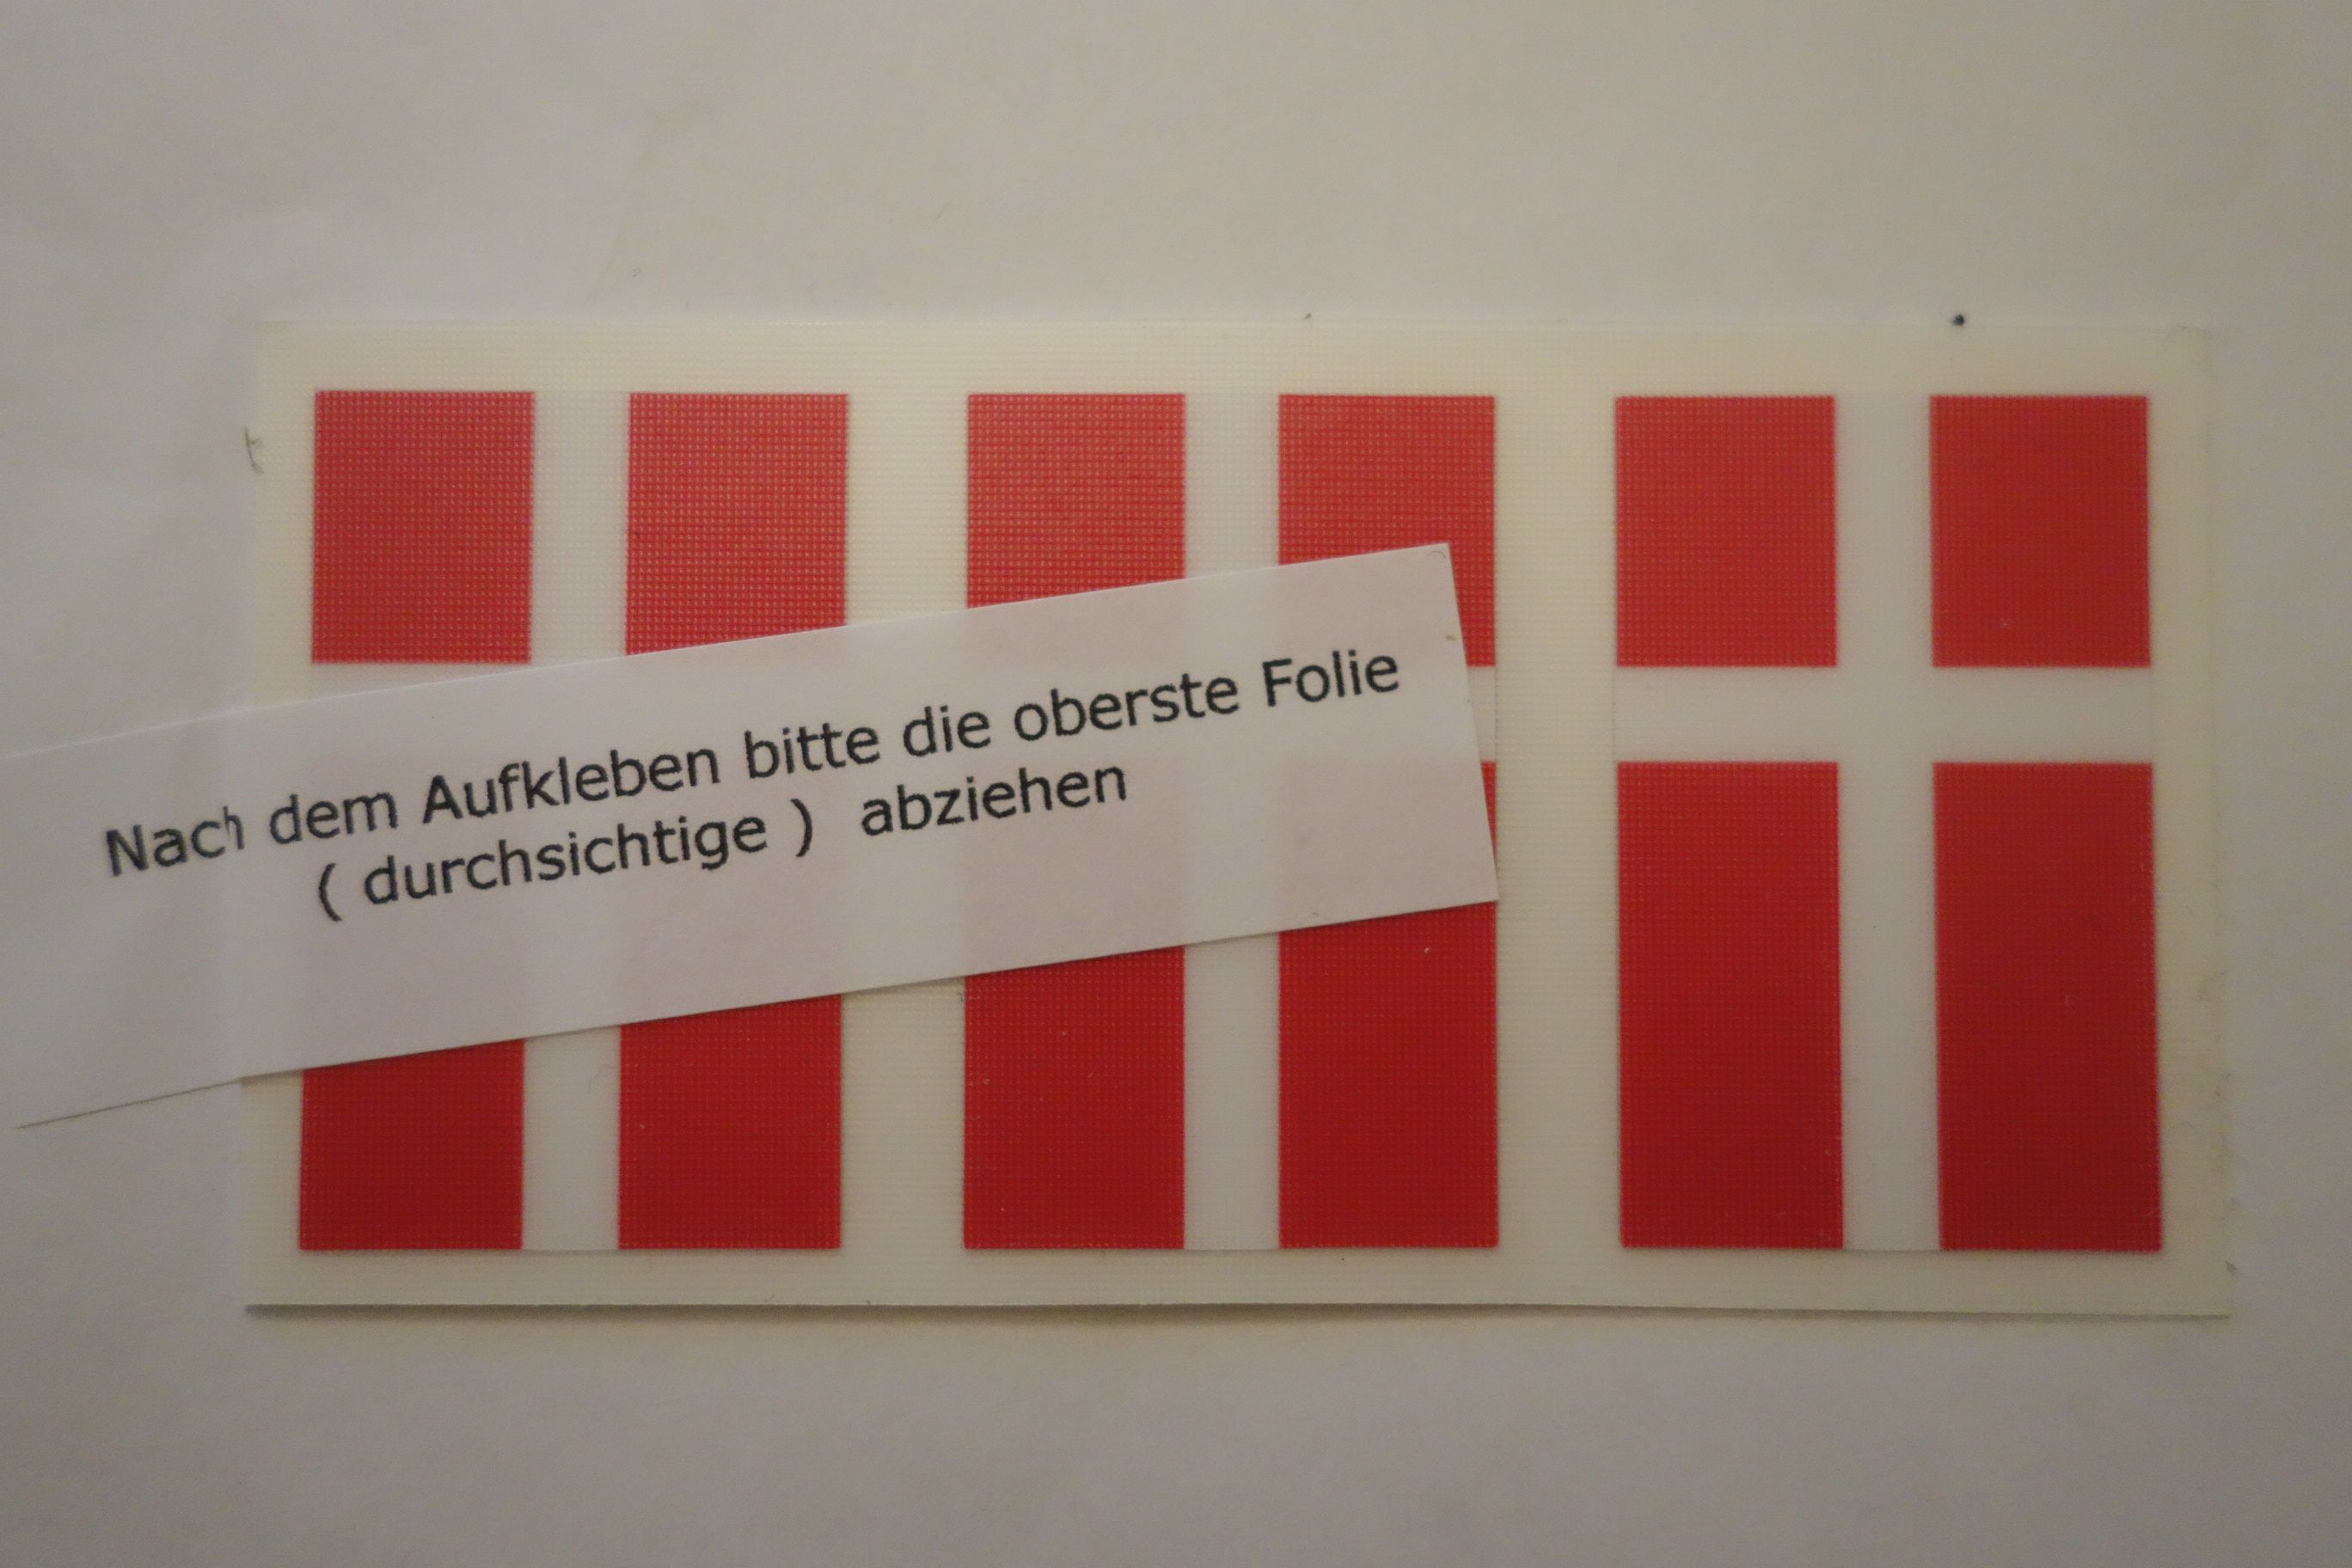 Nach dem Aufkleben bitte die oberste Folie
( durchsichtige ) abziehen